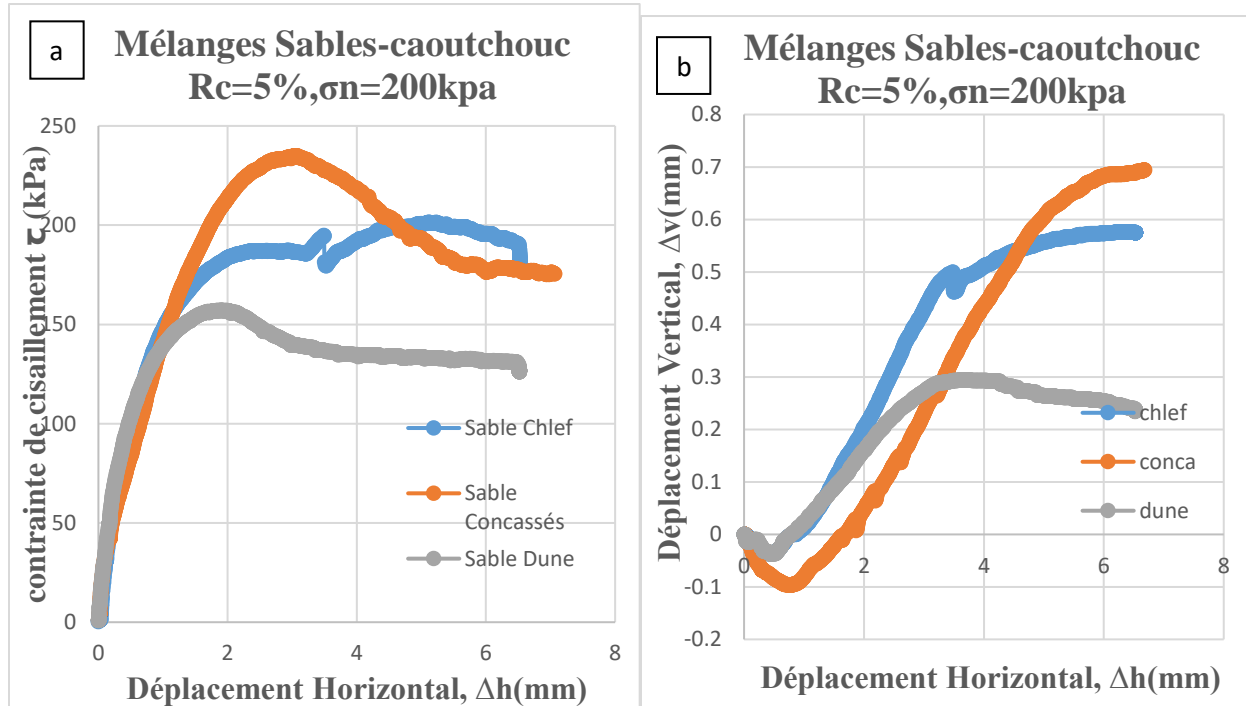 a
Mélanges Sables-caoutchouc
Rc=5%,σn=200kpa
contrainte de cisaillement τ (kPa)
250
200
150
100
50
0
0 2 4 6 8
Sable Chlef
Sable
Concassés
Sable Dune
Déplacement Horizontal, Δh(mm)
b
Mélanges Sables-caoutchouc
Rc=5%,σn=200kpa
Déplacement Vertical, Δv(mm)
0.8
0.7
0.6
0.5
0.4
0.3
0.2
0.1
0
-0.1
-0.2
0 2 4 6 8
chlef
conca
dune
Déplacement Horizontal, Δh(mm)